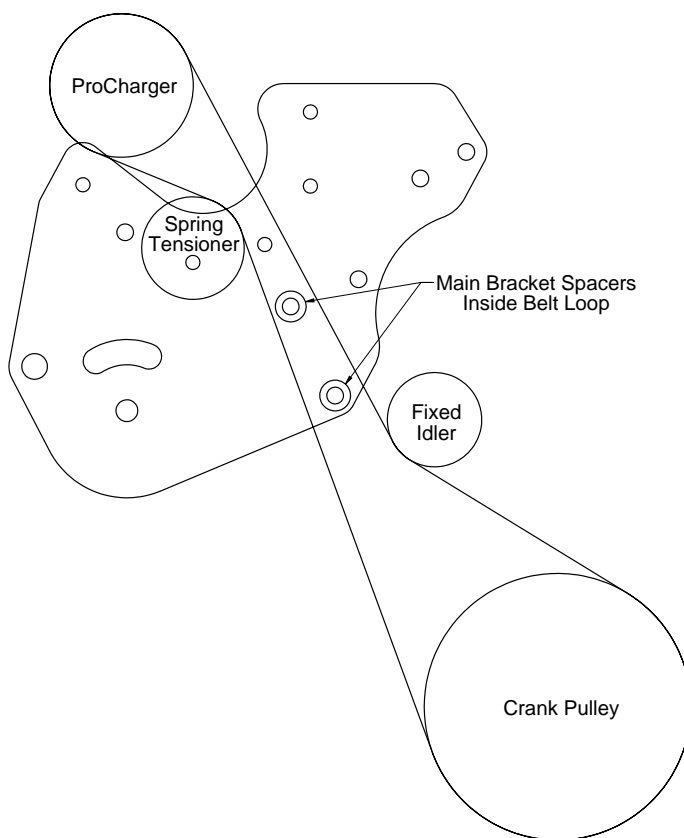 ProCharger
Spring
Tensioner
Main Bracket Spacers
Inside Belt Loop
Fixed
Idler
Crank Pulley